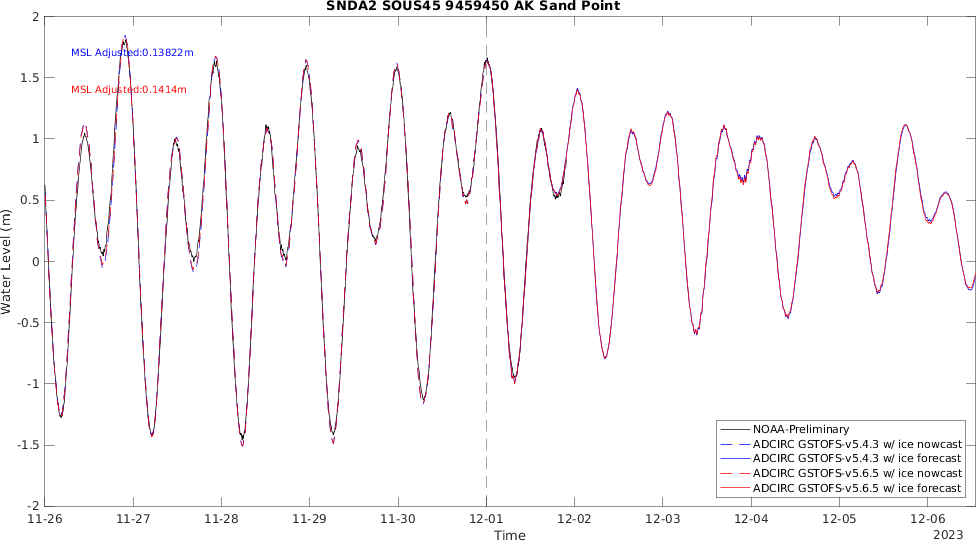 SNDA2 SOUS45 9459450 AK Sand Point
MSL Adjusted:0.13822m
MSL Adjusted:0.1414m
Water Level (m)
2
1.5
1
0.5
0
-0.5
-1
-1.5
-2
NOAA-Preliminary
ADCIRC GSTOFS-v5.4.3 w/ ice nowcast
ADCIRC GSTOFS-v5.4.3 w/ ice forecast
ADCIRC GSTOFS-v5.6.5 w/ ice nowcast
ADCIRC GSTOFS-v5.6.5 w/ ice forecast
11-26 11-27 11-28 11-29 11-30 12-01 12-02 12-03 12-04 12-05 12-06
Time
2023